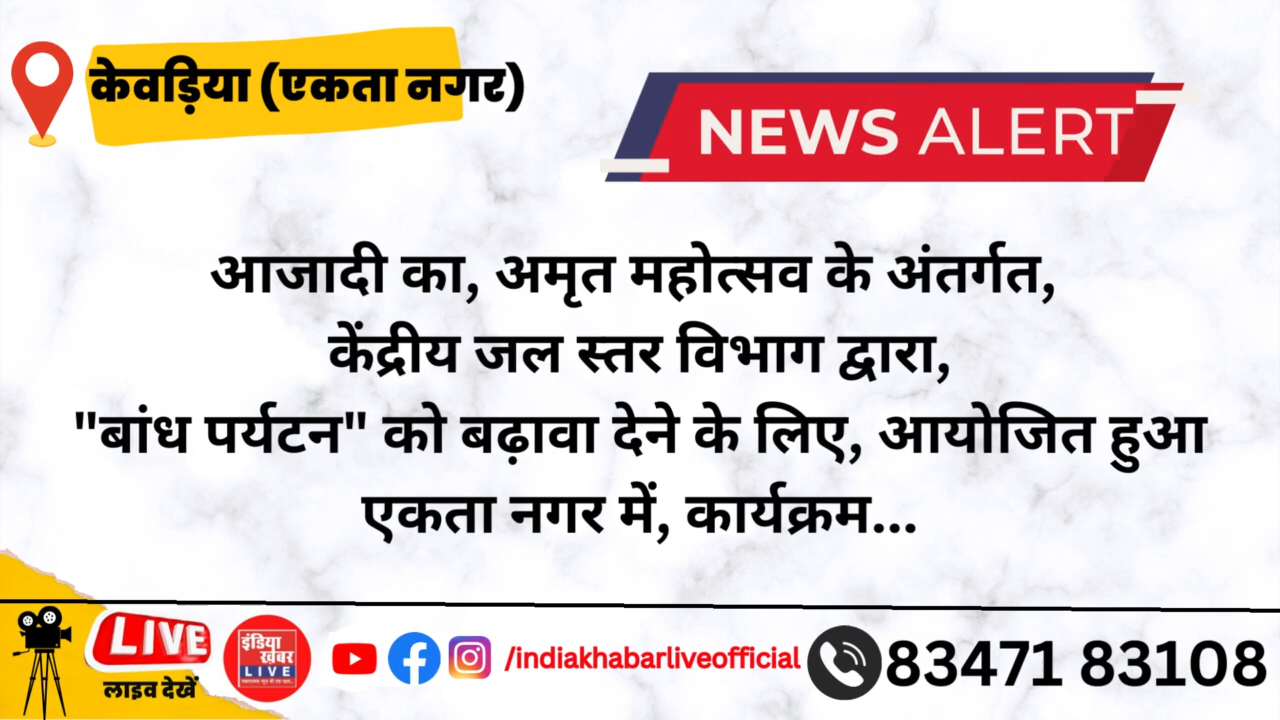 केवड़िया (एकता नगर)
NEWS ALERT
आजादी का, अमृत महोत्सव के अंतर्गत,
केंद्रीय जल स्तर विभाग द्वारा,
"बांध पर्यटन" को बढ़ावा देने के लिए, आयोजित हुआ
एकता नगर में, कार्यक्रम...
LIVE
लाइव देखें
इंडिया
खबर
LIVE
/indiakhabarliveofficial
83471 83108